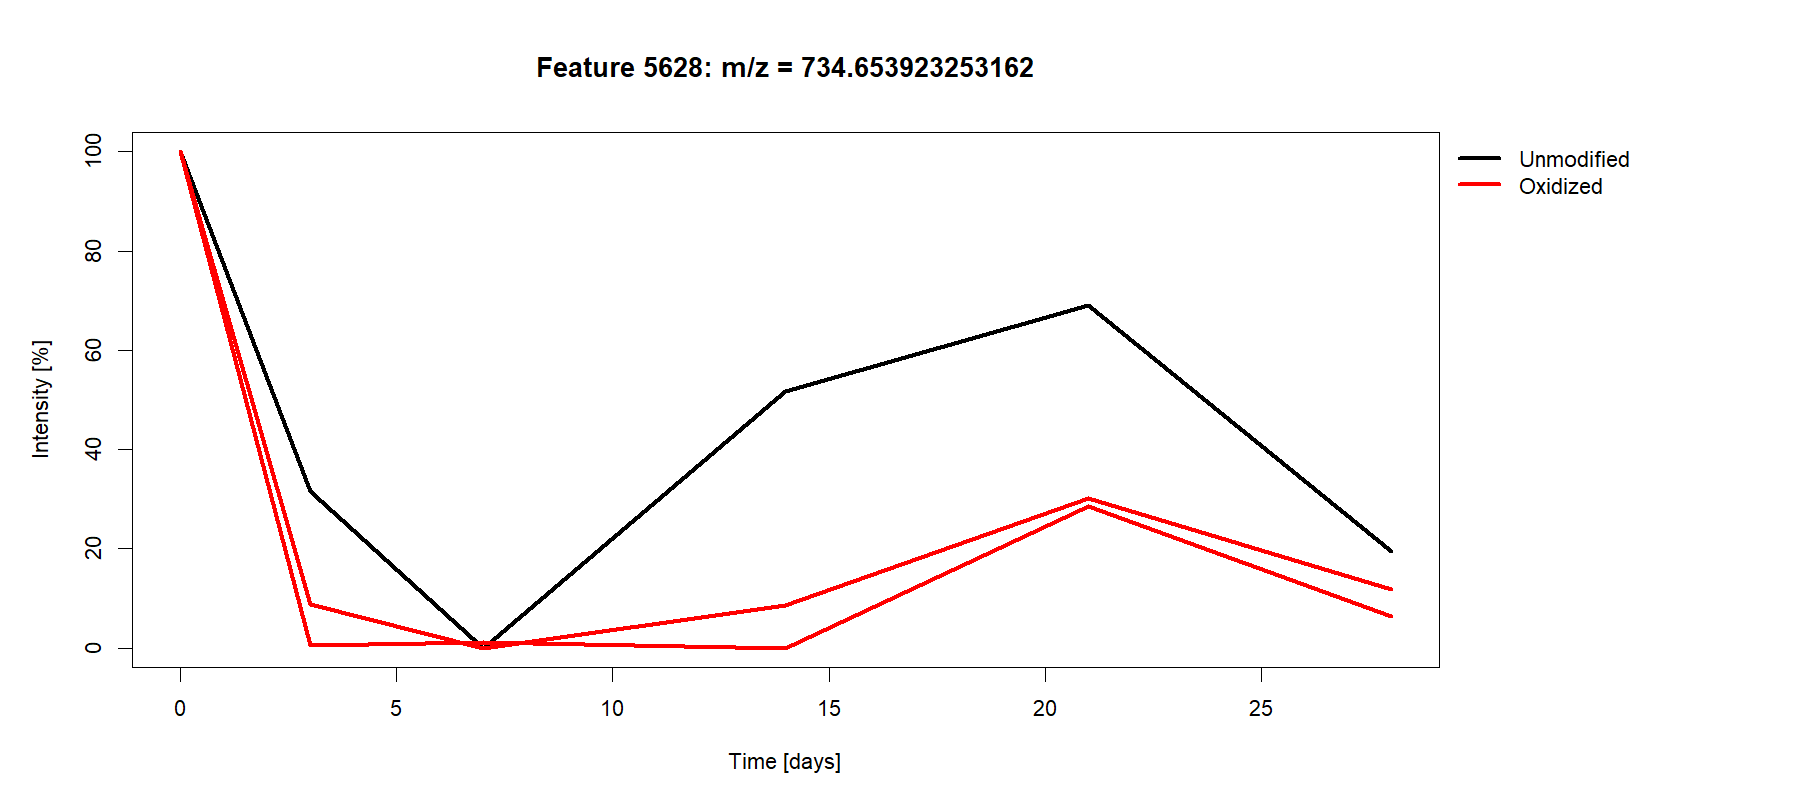 Feature 5628: m/z = 734.653923253162
Unmodified
Oxidized
Intensity [%]
100
80
60
40
20
0
0 5 10 15 20 25
Time [days]